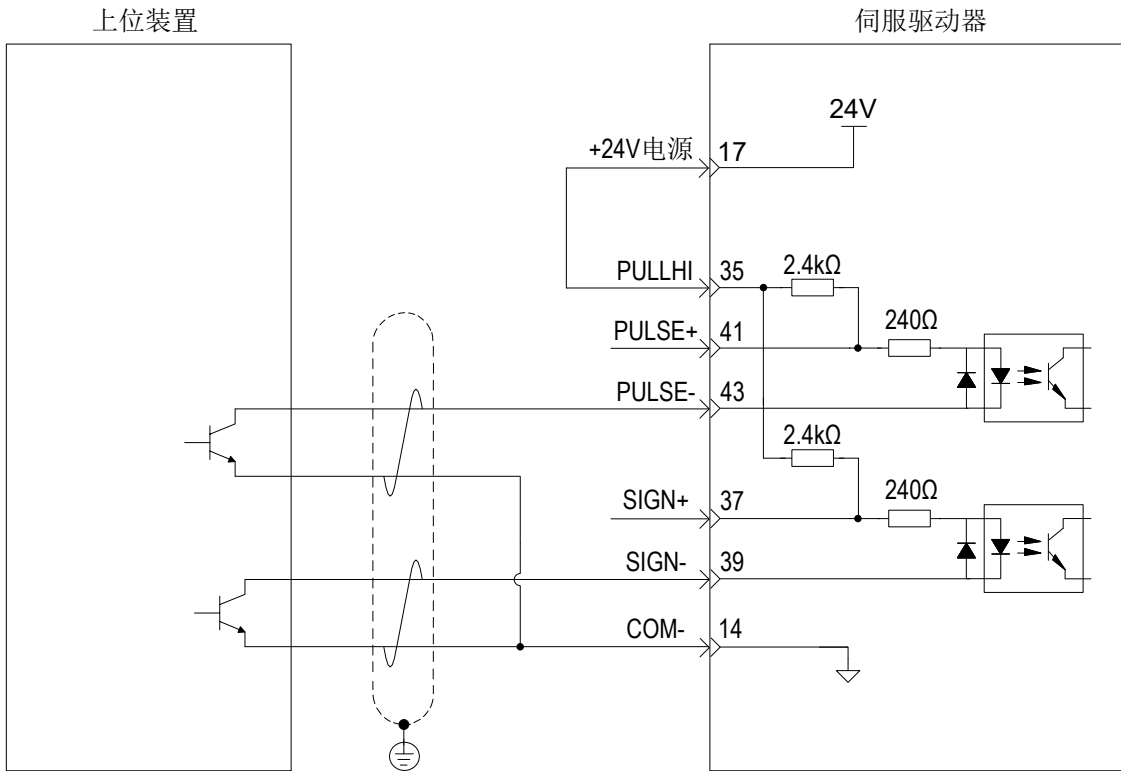 上位装置
伺服驱动器
24V
+24V电源
17
PULLHI
35
2.4kΩ
PULSE+
41
240Ω
PULSE-
43
2.4kΩ
SIGN+
37
240Ω
SIGN-
39
COM-
14